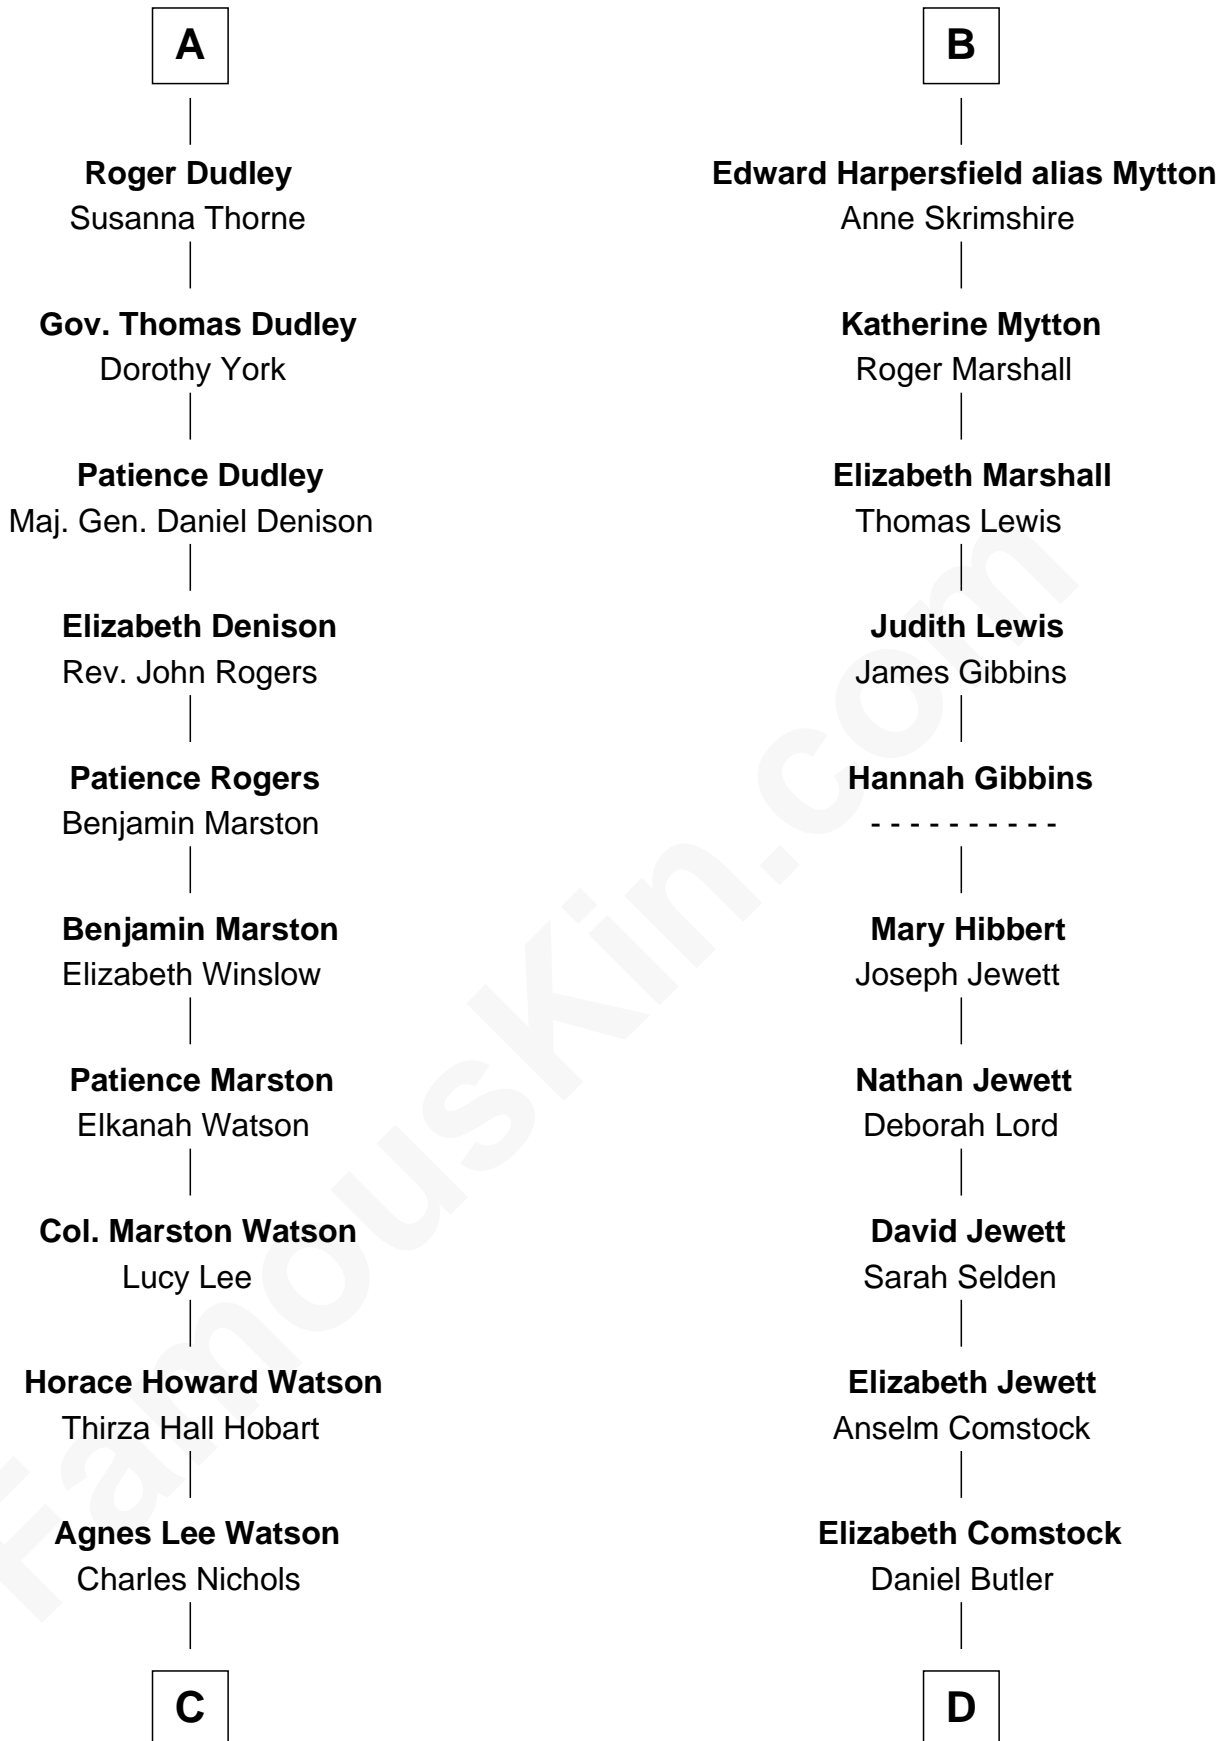 A
Roger Dudley
Susanna Thorne
Gov. Thomas Dudley
Dorothy York
Patience Dudley
Maj. Gen. Daniel Denison
Elizabeth Denison
Rev. John Rogers
Patience Rogers
Benjamin Marston
Benjamin Marston
Elizabeth Winslow
Patience Marston
Elkanah Watson
Col. Marston Watson
Lucy Lee
Horace Howard Watson
Thirza Hall Hobart
Agnes Lee Watson
Charles Nichols
C
B
Edward Harpersfield alias Mytton
Anne Skrimshire
Katherine Mytton
Roger Marshall
Elizabeth Marshall
Thomas Lewis
Judith Lewis
James Gibbins
Hannah Gibbins
- - - - - - - - - -
Mary Hibbert
Joseph Jewett
Nathan Jewett
Deborah Lord
David Jewett
Sarah Selden
Elizabeth Jewett
Anselm Comstock
Elizabeth Comstock
Daniel Butler
D
FamousKin.com